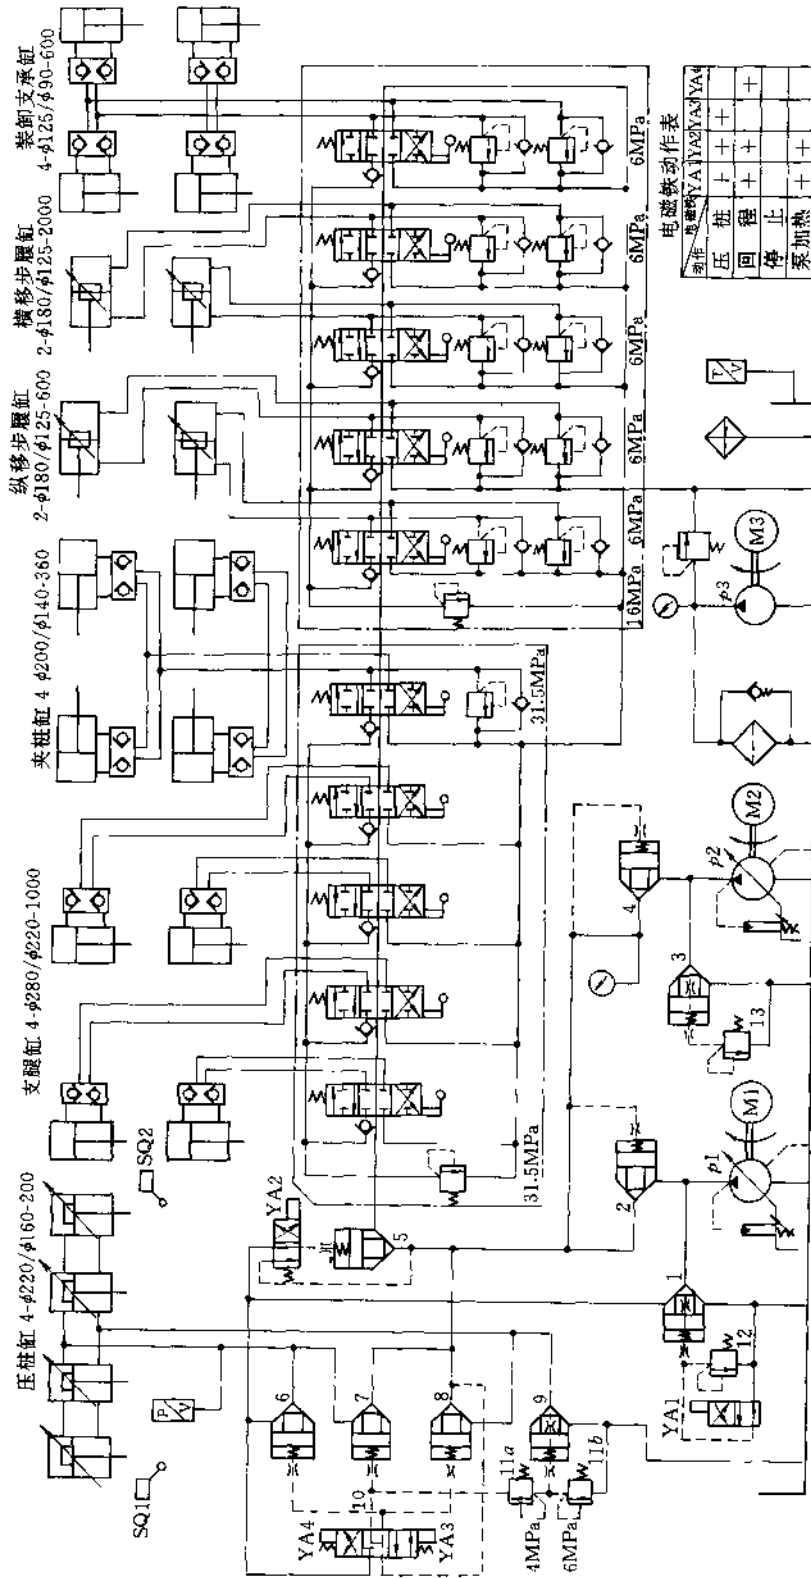 压桩缸 4-φ220/φ160-200
支腿缸 4-φ280/φ220-1000
夹桩缸 4 φ200/φ140-360
纵移步履缸
2-φ180/φ125-600
横移步履缸
2-φ180/φ125-2000
装卸支承缸
4-φ125/φ90-600
SQ1
SQ2
P
V
YA2
5
6
7
8
9
10
YA4
YA3
11a
11b
4MPa
6MPa
31.5MPa
31.5MPa
16MPa
6MPa
6MPa
6MPa
6MPa
6MPa
YA1
12
1
2
p1
M1
3
13
4
p2
M2
p3
M3
P
V
电磁铁动作表
动作 电磁铁 YA1 YA2 YA3 YA4
压桩 + + +
回程 + + +
停止
泵加热 + +